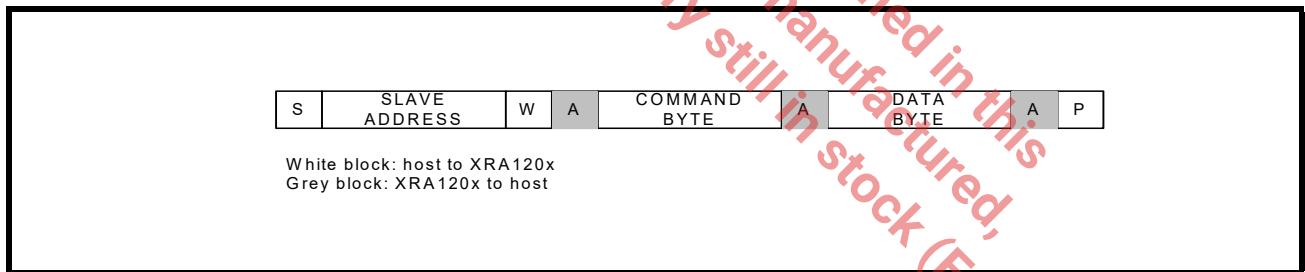 S SLAVE ADDRESS W A COMMAND BYTE A DATA BYTE A P
White block: host to XRA120x
Grey block: XRA120x to host
ned in this
manufactured,
y still in stock (